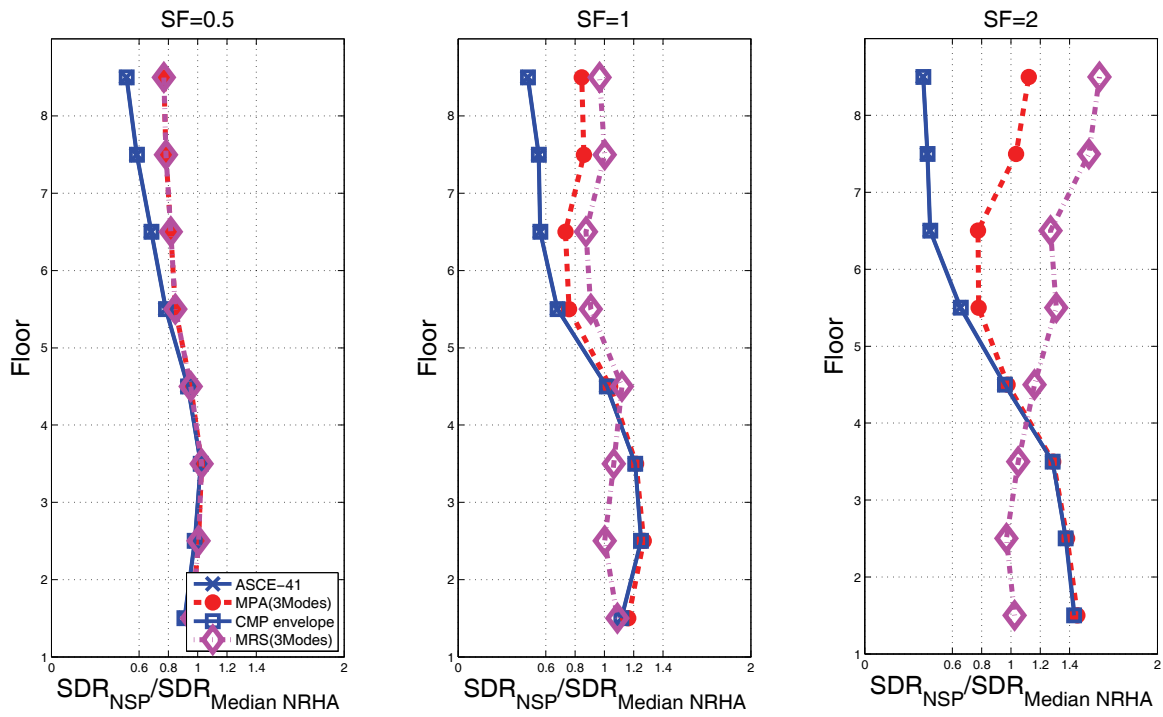 SF=0.5
8
7
6
5
4
3
2
1
Floor
ASCE−41
MPA(3Modes)
CMP envelope
MRS(3Modes)
0 0.6 0.8 1 1.2 1.4 2
SDR_NSP/SDR_Median NRHA
SF=1
8
7
6
5
4
3
2
1
Floor
0 0.6 0.8 1 1.2 1.4 2
SDR_NSP/SDR_Median NRHA
SF=2
8
7
6
5
4
3
2
1
Floor
0 0.6 0.8 1 1.2 1.4 2
SDR_NSP/SDR_Median NRHA